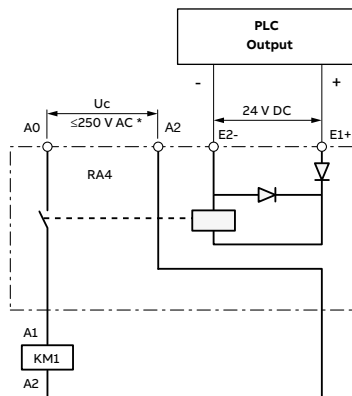 PLC
Output
- +
Uc
A0 ≤250 V AC * A2 24 V DC
E2- E1+
RA4
A1
KM1
A2